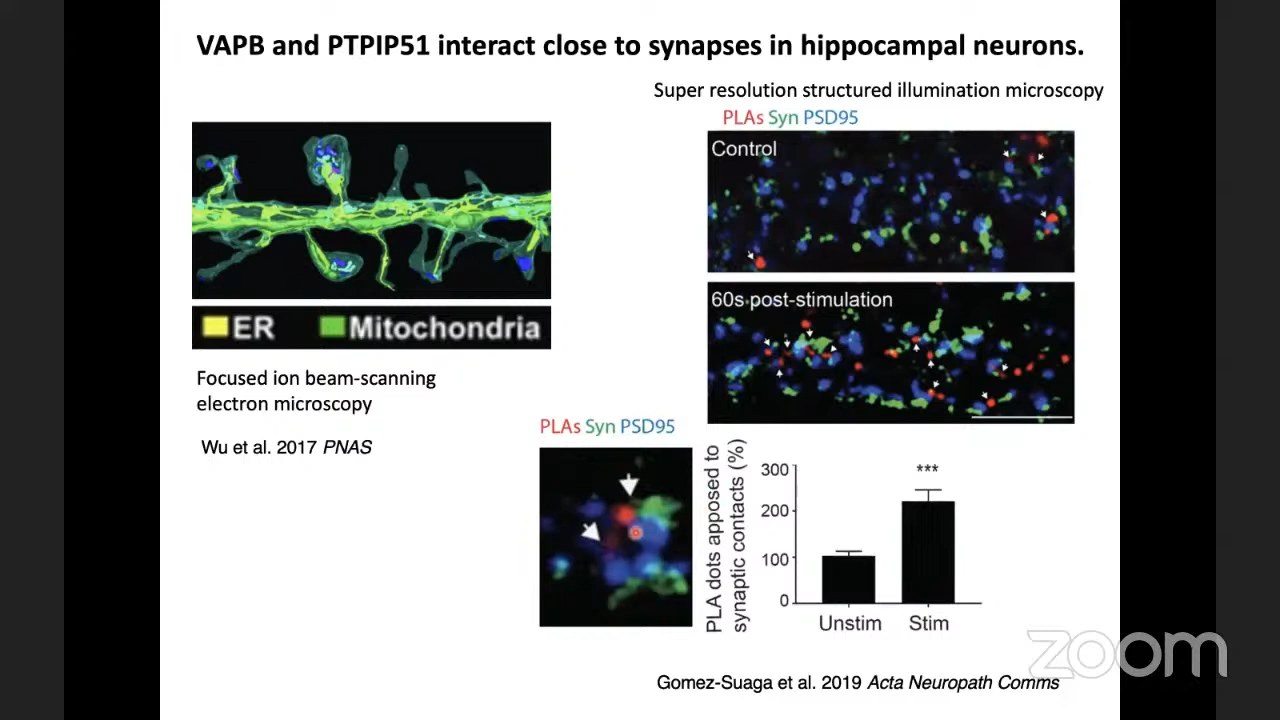 VAPB and PTPIP51 interact close to synapses in hippocampal neurons.
Super resolution structured illumination microscopy
PLAs Syn PSD95
Control
60s post-stimulation
ER Mitochondria
Focused ion beam-scanning
electron microscopy
Wu et al. 2017 PNAS
PLAs Syn PSD95
PLA dots apposed to
synaptic contacts (%)
300
200
100
0
***
Unstim Stim
Gomez-Suaga et al. 2019 Acta Neuropath Comms
zoom